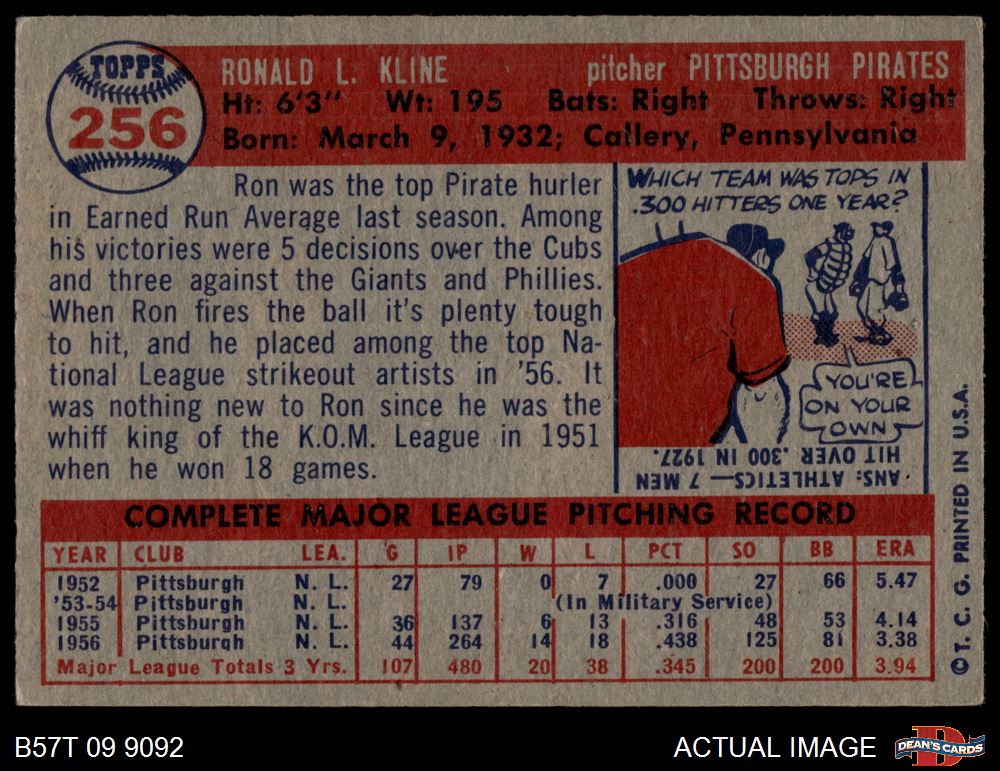 TOPPS
256
RONALD L. KLINE pitcher PITTSBURGH PIRATES
Ht: 6'3" Wt: 195 Bats: Right Throws: Right
Born: March 9, 1932; Callery, Pennsylvania
Ron was the top Pirate hurler
in Earned Run Average last season. Among
his victories were 5 decisions over the Cubs
and three against the Giants and Phillies.
When Ron fires the ball it's plenty tough
to hit, and he placed among the top Na-
tional League strikeout artists in '56. It
was nothing new to Ron since he was the
whiff king of the K.O.M. League in 1951
when he won 18 games.
WHICH TEAM WAS TOPS IN
.300 HITTERS ONE YEAR?
YOU'RE
ON YOUR
OWN
ANS: ATHLETICS—7 MEN
HIT OVER .300 IN 1927.
COMPLETE MAJOR LEAGUE PITCHING RECORD
YEAR CLUB LEA. G IP W L PCT SO BB ERA
1952 Pittsburgh N. L. 27 79 0 7 .000 27 66 5.47
'53-54 Pittsburgh N. L. (In Military Service)
1955 Pittsburgh N. L. 36 137 6 13 .316 48 53 4.14
1956 Pittsburgh N. L. 44 264 14 18 .438 125 81 3.38
Major League Totals 3 Yrs. 107 480 20 38 .345 200 200 3.94
©T. C. G. PRINTED IN U.S.A.
B57T 09 9092
ACTUAL IMAGE
DEAN'S CARDS